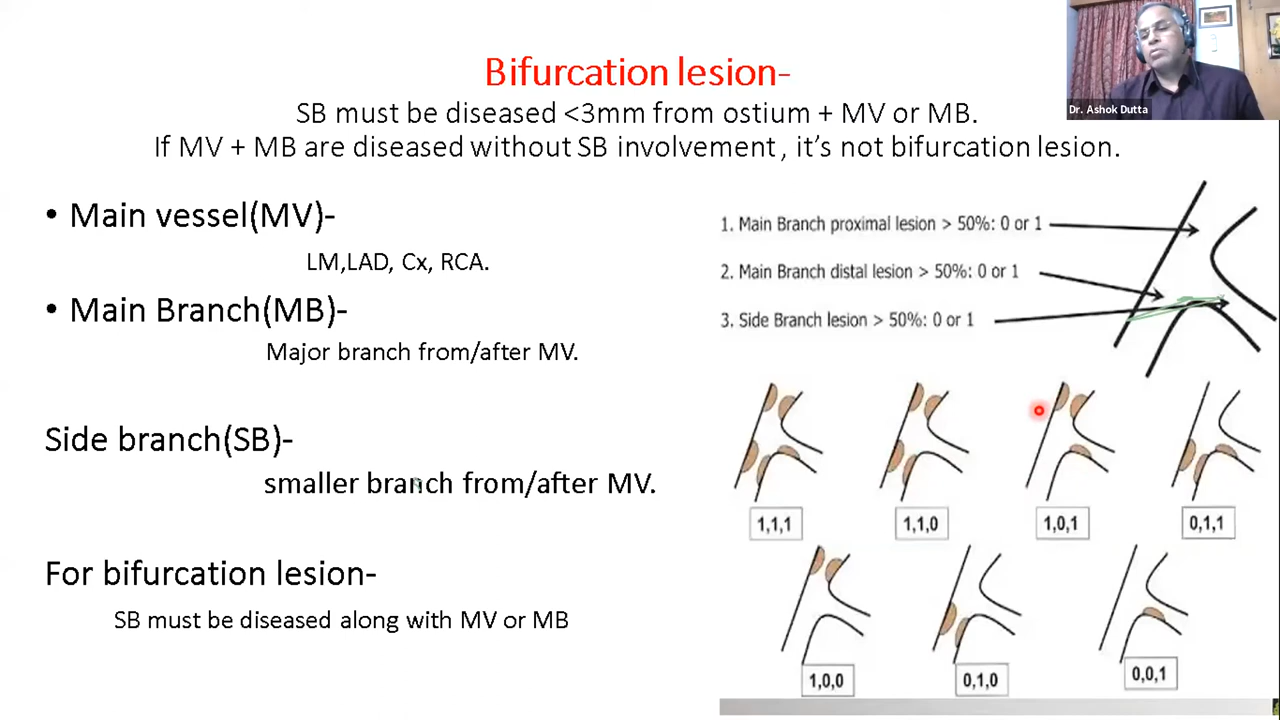 Bifurcation lesion-
SB must be diseased <3mm from ostium + MV or MB.
If MV + MB are diseased without SB involvement , it's not bifurcation lesion.
• Main vessel(MV)-
LM,LAD, Cx, RCA.
• Main Branch(MB)-
Major branch from/after MV.
Side branch(SB)-
smaller branch from/after MV.
For bifurcation lesion-
SB must be diseased along with MV or MB
1. Main Branch proximal lesion > 50%: 0 or 1
2. Main Branch distal lesion > 50%: 0 or 1
3. Side Branch lesion > 50%: 0 or 1
1,1,1
1,1,0
1,0,1
0,1,1
1,0,0
0,1,0
0,0,1
Dr. Ashok Dutta